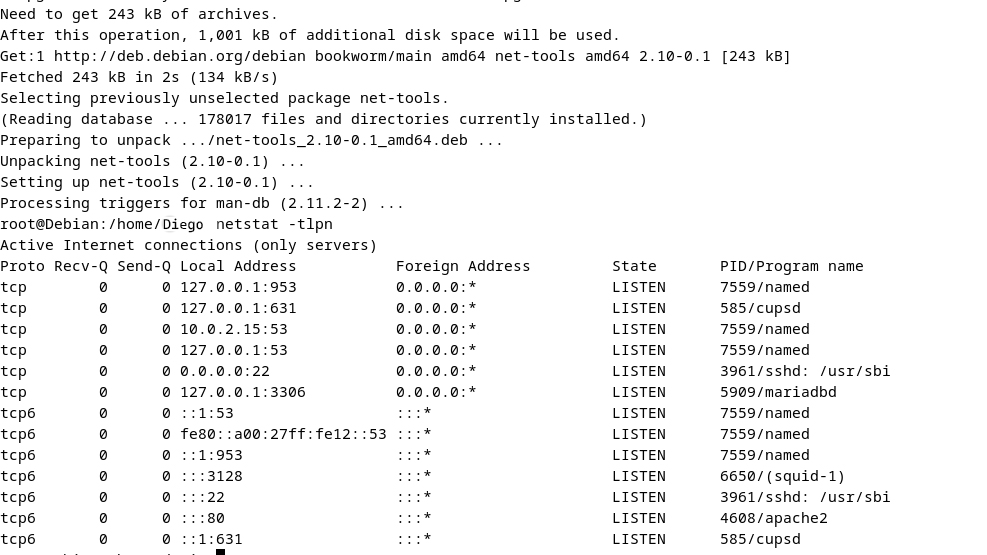 Need to get 243 kB of archives.
After this operation, 1,001 kB of additional disk space will be used.
Get:1 http://deb.debian.org/debian bookworm/main amd64 net-tools amd64 2.10-0.1 [243 kB]
Fetched 243 kB in 2s (134 kB/s)
Selecting previously unselected package net-tools.
(Reading database ... 178017 files and directories currently installed.)
Preparing to unpack .../net-tools_2.10-0.1_amd64.deb ...
Unpacking net-tools (2.10-0.1) ...
Setting up net-tools (2.10-0.1) ...
Processing triggers for man-db (2.11.2-2) ...
root@Debian:/home/Diego netstat -tlpn
Active Internet connections (only servers)
Proto Recv-Q Send-Q Local Address           Foreign Address         State       PID/Program name
tcp        0      0 127.0.0.1:953           0.0.0.0:*               LISTEN      7559/named
tcp        0      0 127.0.0.1:631           0.0.0.0:*               LISTEN      585/cupsd
tcp        0      0 10.0.2.15:53            0.0.0.0:*               LISTEN      7559/named
tcp        0      0 127.0.0.1:53            0.0.0.0:*               LISTEN      7559/named
tcp        0      0 0.0.0.0:22              0.0.0.0:*               LISTEN      3961/sshd: /usr/sbi
tcp        0      0 127.0.0.1:3306          0.0.0.0:*               LISTEN      5909/mariadbd
tcp6       0      0 ::1:53                  :::*                    LISTEN      7559/named
tcp6       0      0 fe80::a00:27ff:fe12::53 :::*                    LISTEN      7559/named
tcp6       0      0 ::1:953                 :::*                    LISTEN      7559/named
tcp6       0      0 :::3128                 :::*                    LISTEN      6650/(squid-1)
tcp6       0      0 :::22                   :::*                    LISTEN      3961/sshd: /usr/sbi
tcp6       0      0 :::80                   :::*                    LISTEN      4608/apache2
tcp6       0      0 ::1:631                 :::*                    LISTEN      585/cupsd